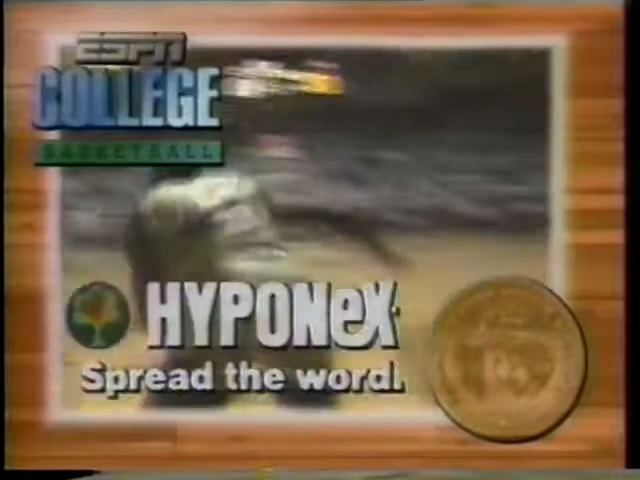 ESPN
COLLEGE
BASKETBALL
HYPONeX
Spread the word.